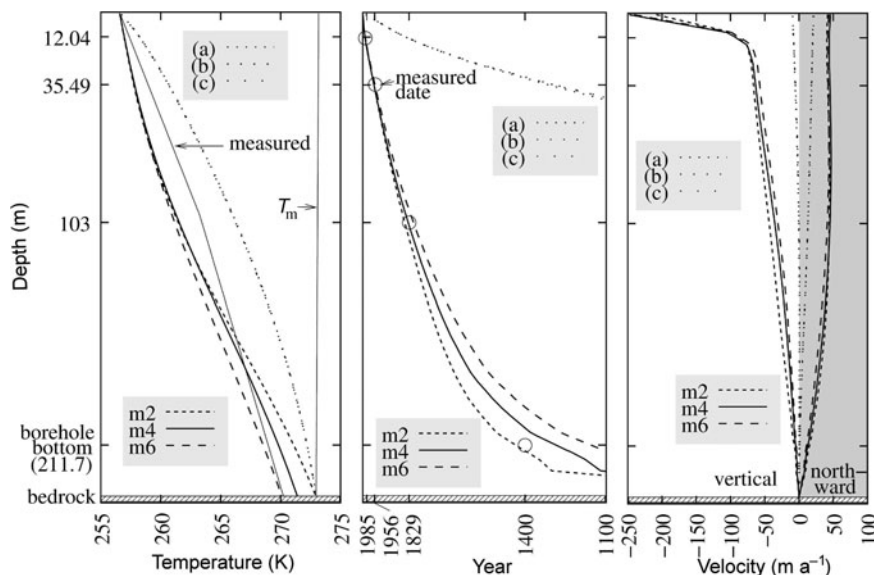 Depth (m)
12.04
35.49
103
borehole
bottom
(211.7)
bedrock
(a)
(b)
(c)
measured
Tm
m2
m4
m6
255
260
265
270
275
Temperature (K)
measured
date
(a)
(b)
(c)
m2
m4
m6
1985
1956
1829
1400
1100
Year
(a)
(b)
(c)
m2
m4
m6
vertical
north
ward
−250
−200
−150
−100
−50
0
50
100
Velocity (m a⁻¹)